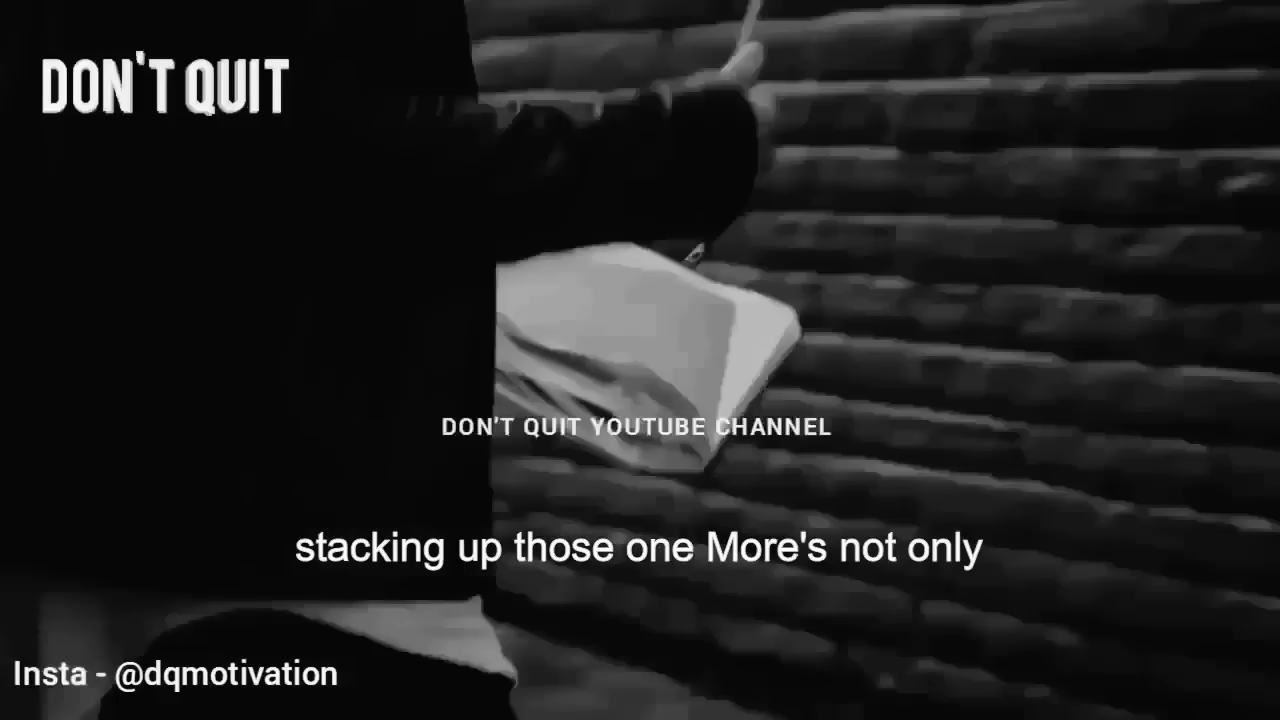 DON'T QUIT
DON'T QUIT YOUTUBE CHANNEL
stacking up those one More's not only
Insta - @dqmotivation